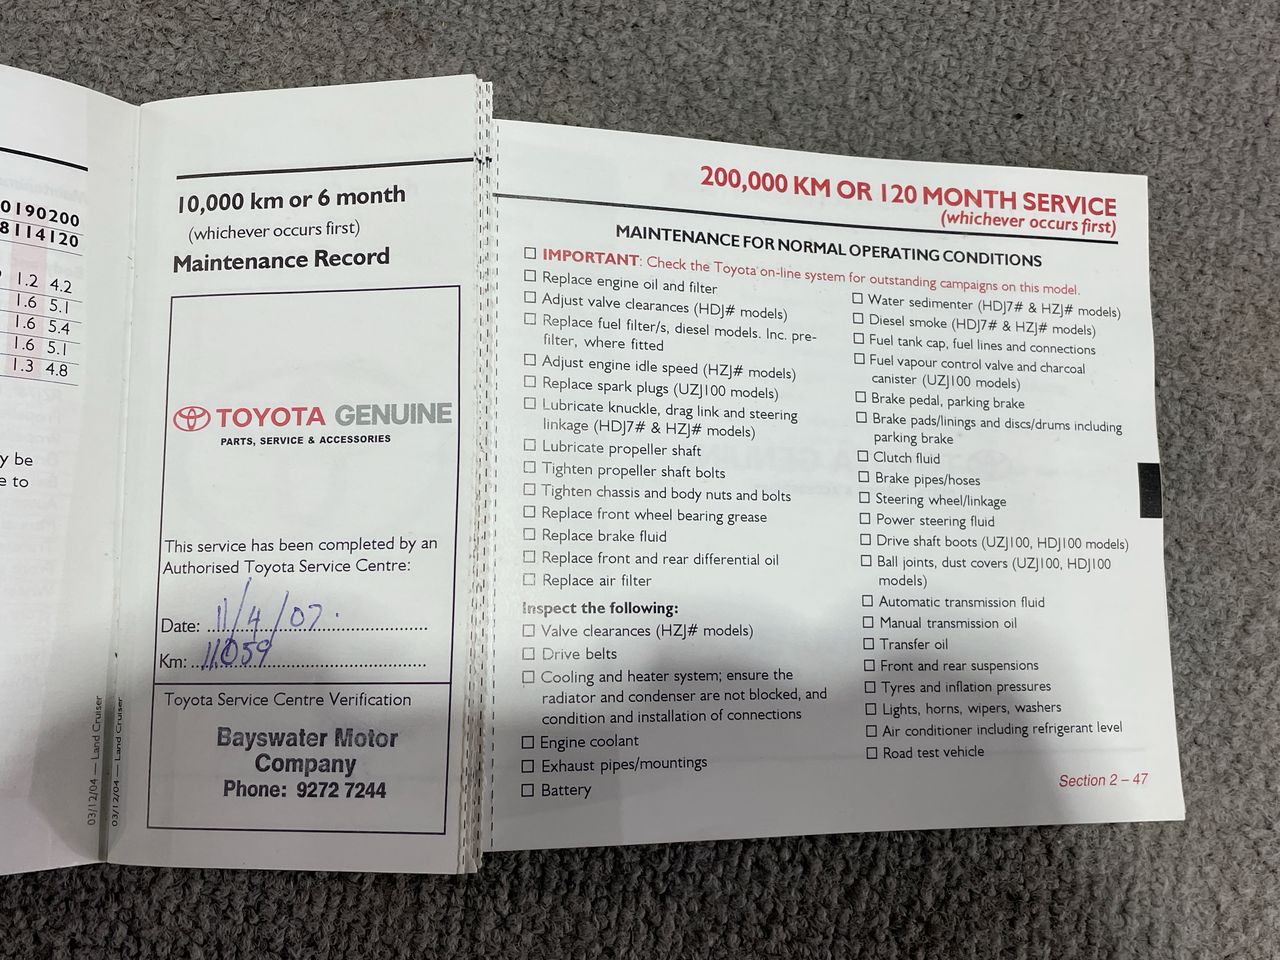 0190200
8114120
1.2 4.2
1.6 5.1
1.6 5.4
1.6 5.1
1.3 4.8
y be
e to
03/12/04 — Land Cruiser
03/12/04 — Land Cruiser
10,000 km or 6 month
(whichever occurs first)
Maintenance Record
TOYOTA GENUINE
PARTS, SERVICE & ACCESSORIES
This service has been completed by an
Authorised Toyota Service Centre:
Date: 11/4/07.
Km: 11059
Toyota Service Centre Verification
Bayswater Motor
Company
Phone: 9272 7244
200,000 KM OR 120 MONTH SERVICE
(whichever occurs first)
MAINTENANCE FOR NORMAL OPERATING CONDITIONS
IMPORTANT: Check the Toyota on-line system for outstanding campaigns on this model.
Replace engine oil and filter
Adjust valve clearances (HDJ# models)
Replace fuel filter/s, diesel models. Inc. pre-
filter, where fitted
Adjust engine idle speed (HZJ# models)
Replace spark plugs (UZJ100 models)
Lubricate knuckle, drag link and steering
linkage (HDJ7# & HZJ# models)
Lubricate propeller shaft
Tighten propeller shaft bolts
Tighten chassis and body nuts and bolts
Replace front wheel bearing grease
Replace brake fluid
Replace front and rear differential oil
Replace air filter
Inspect the following:
Valve clearances (HZJ# models)
Drive belts
Cooling and heater system; ensure the
radiator and condenser are not blocked, and
condition and installation of connections
Engine coolant
Exhaust pipes/mountings
Battery
Water sedimenter (HDJ7# & HZJ# models)
Diesel smoke (HDJ7# & HZJ# models)
Fuel tank cap, fuel lines and connections
Fuel vapour control valve and charcoal
canister (UZJ100 models)
Brake pedal, parking brake
Brake pads/linings and discs/drums including
parking brake
Clutch fluid
Brake pipes/hoses
Steering wheel/linkage
Power steering fluid
Drive shaft boots (UZJ100, HDJ100 models)
Ball joints, dust covers (UZJ100, HDJ100
models)
Automatic transmission fluid
Manual transmission oil
Transfer oil
Front and rear suspensions
Tyres and inflation pressures
Lights, horns, wipers, washers
Air conditioner including refrigerant level
Road test vehicle
Section 2 – 47